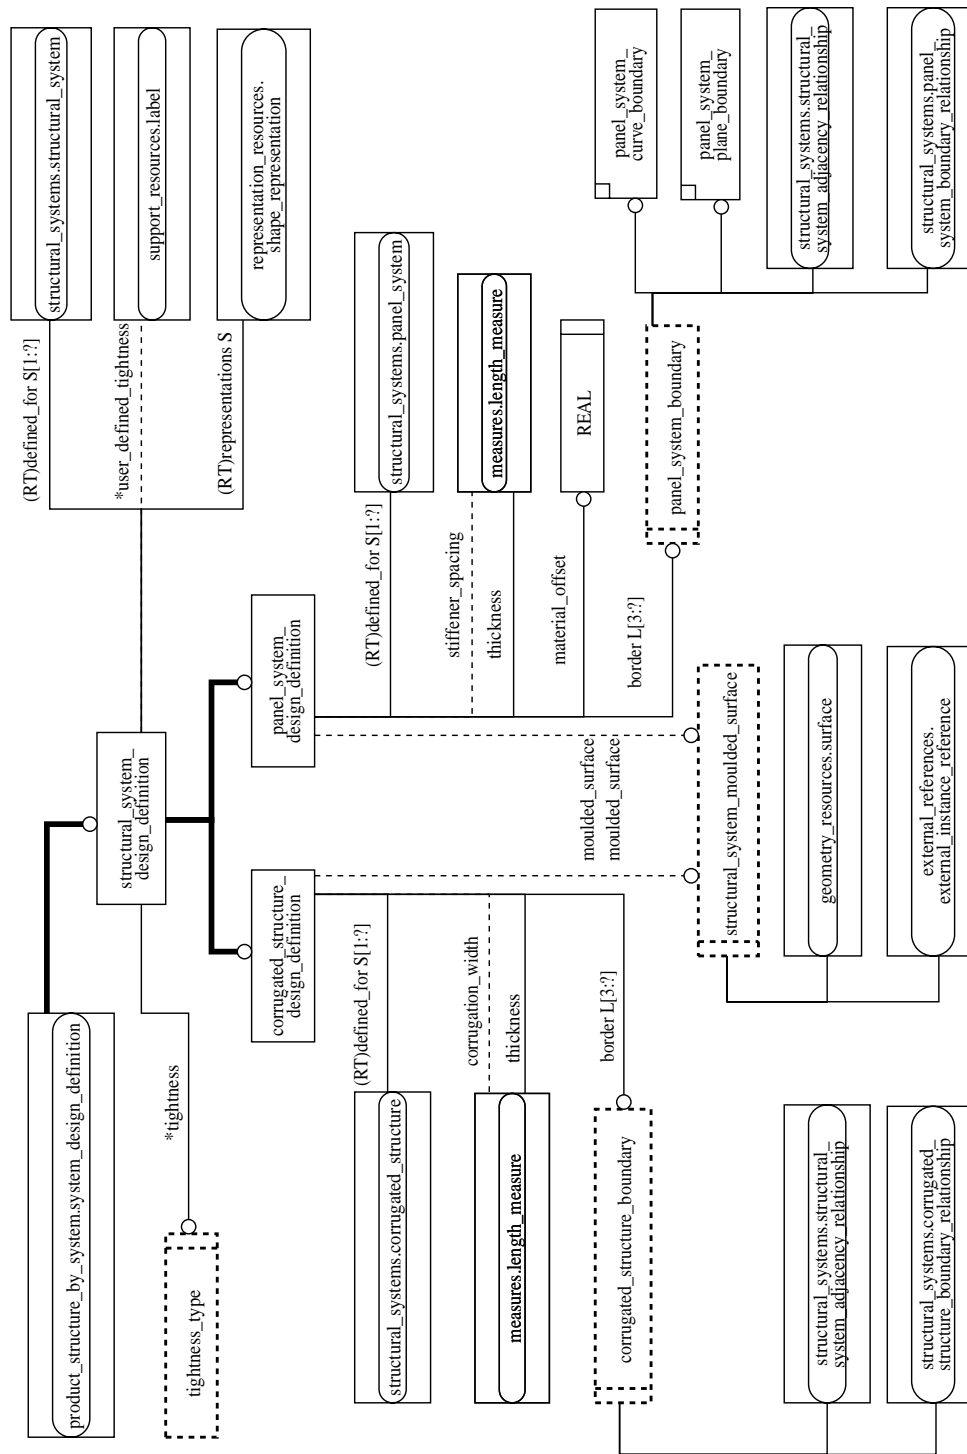 product_structure_by_system.system_design_definition
*tightness
tightness_type
structural_system_
design_definition
(RT)defined_for S[1:?]
structural_systems.structural_system
*user_defined_tightness
support_resources.label
(RT)representations S
representation_resources.
shape_representation
corrugated_structure_
design_definition
panel_system_
design_definition
(RT)defined_for S[1:?]
structural_systems.corrugated_structure
corrugation_width
thickness
measures.length_measure
border L[3:?]
corrugated_structure_boundary
structural_systems.structural_
system_adjacency_relationship
structural_systems.corrugated_
structure_boundary_relationship
moulded_surface
moulded_surface
structural_system_moulded_surface
geometry_resources.surface
external_references.
external_instance_reference
(RT)defined_for S[1:?]
structural_systems.panel_system
stiffener_spacing
thickness
measures.length_measure
material_offset
REAL
border L[3:?]
panel_system_boundary
panel_system_
curve_boundary
panel_system_
plane_boundary
structural_systems.structural_
system_adjacency_relationship
structural_systems.panel_
system_boundary_relationship